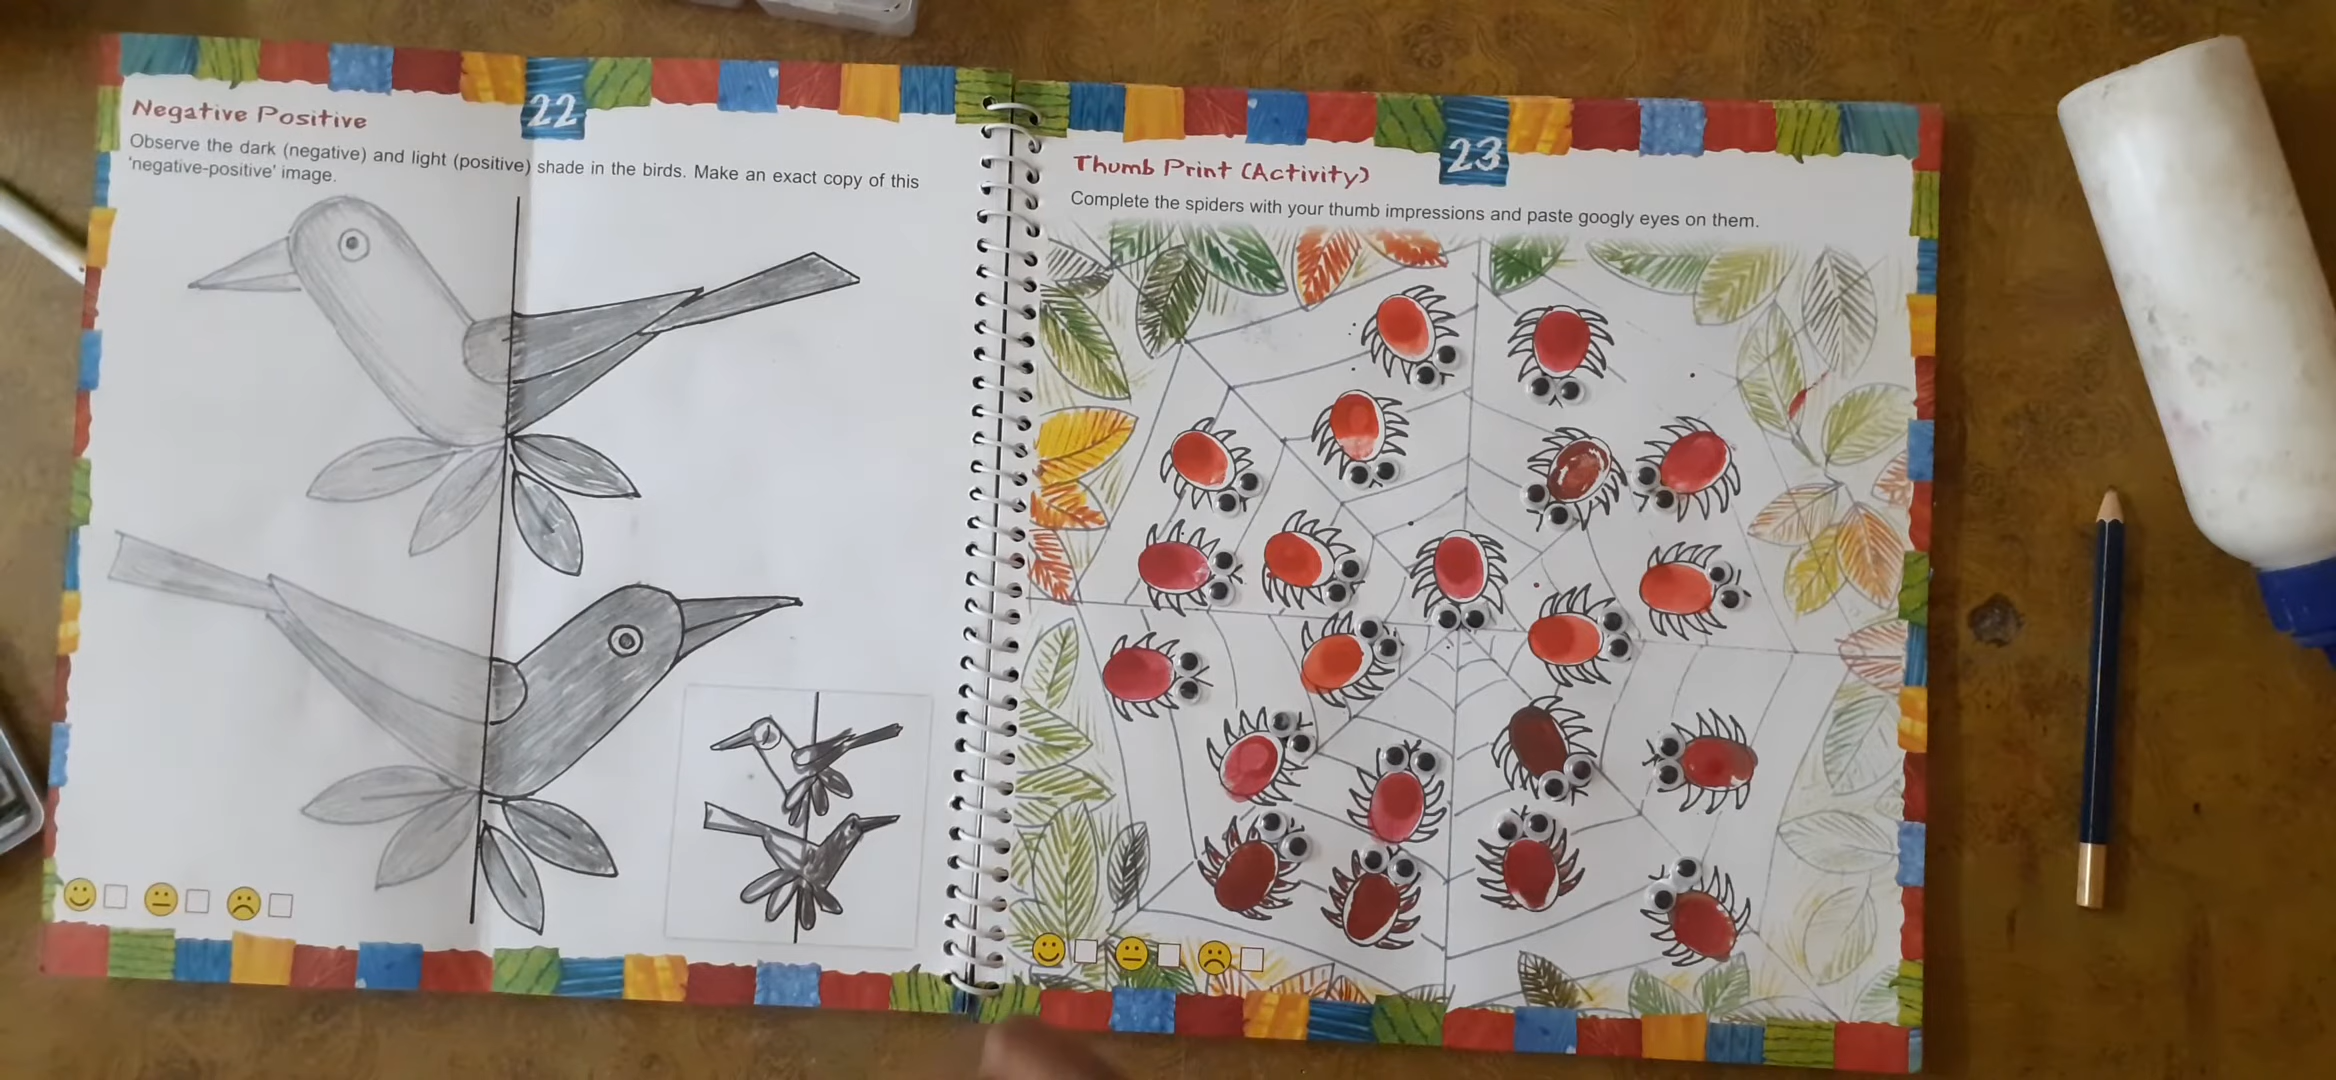 Negative Positive
22
Observe the dark (negative) and light (positive) shade in the birds. Make an exact copy of this
'negative-positive' image.
Thumb Print (Activity)
23
Complete the spiders with your thumb impressions and paste googly eyes on them.